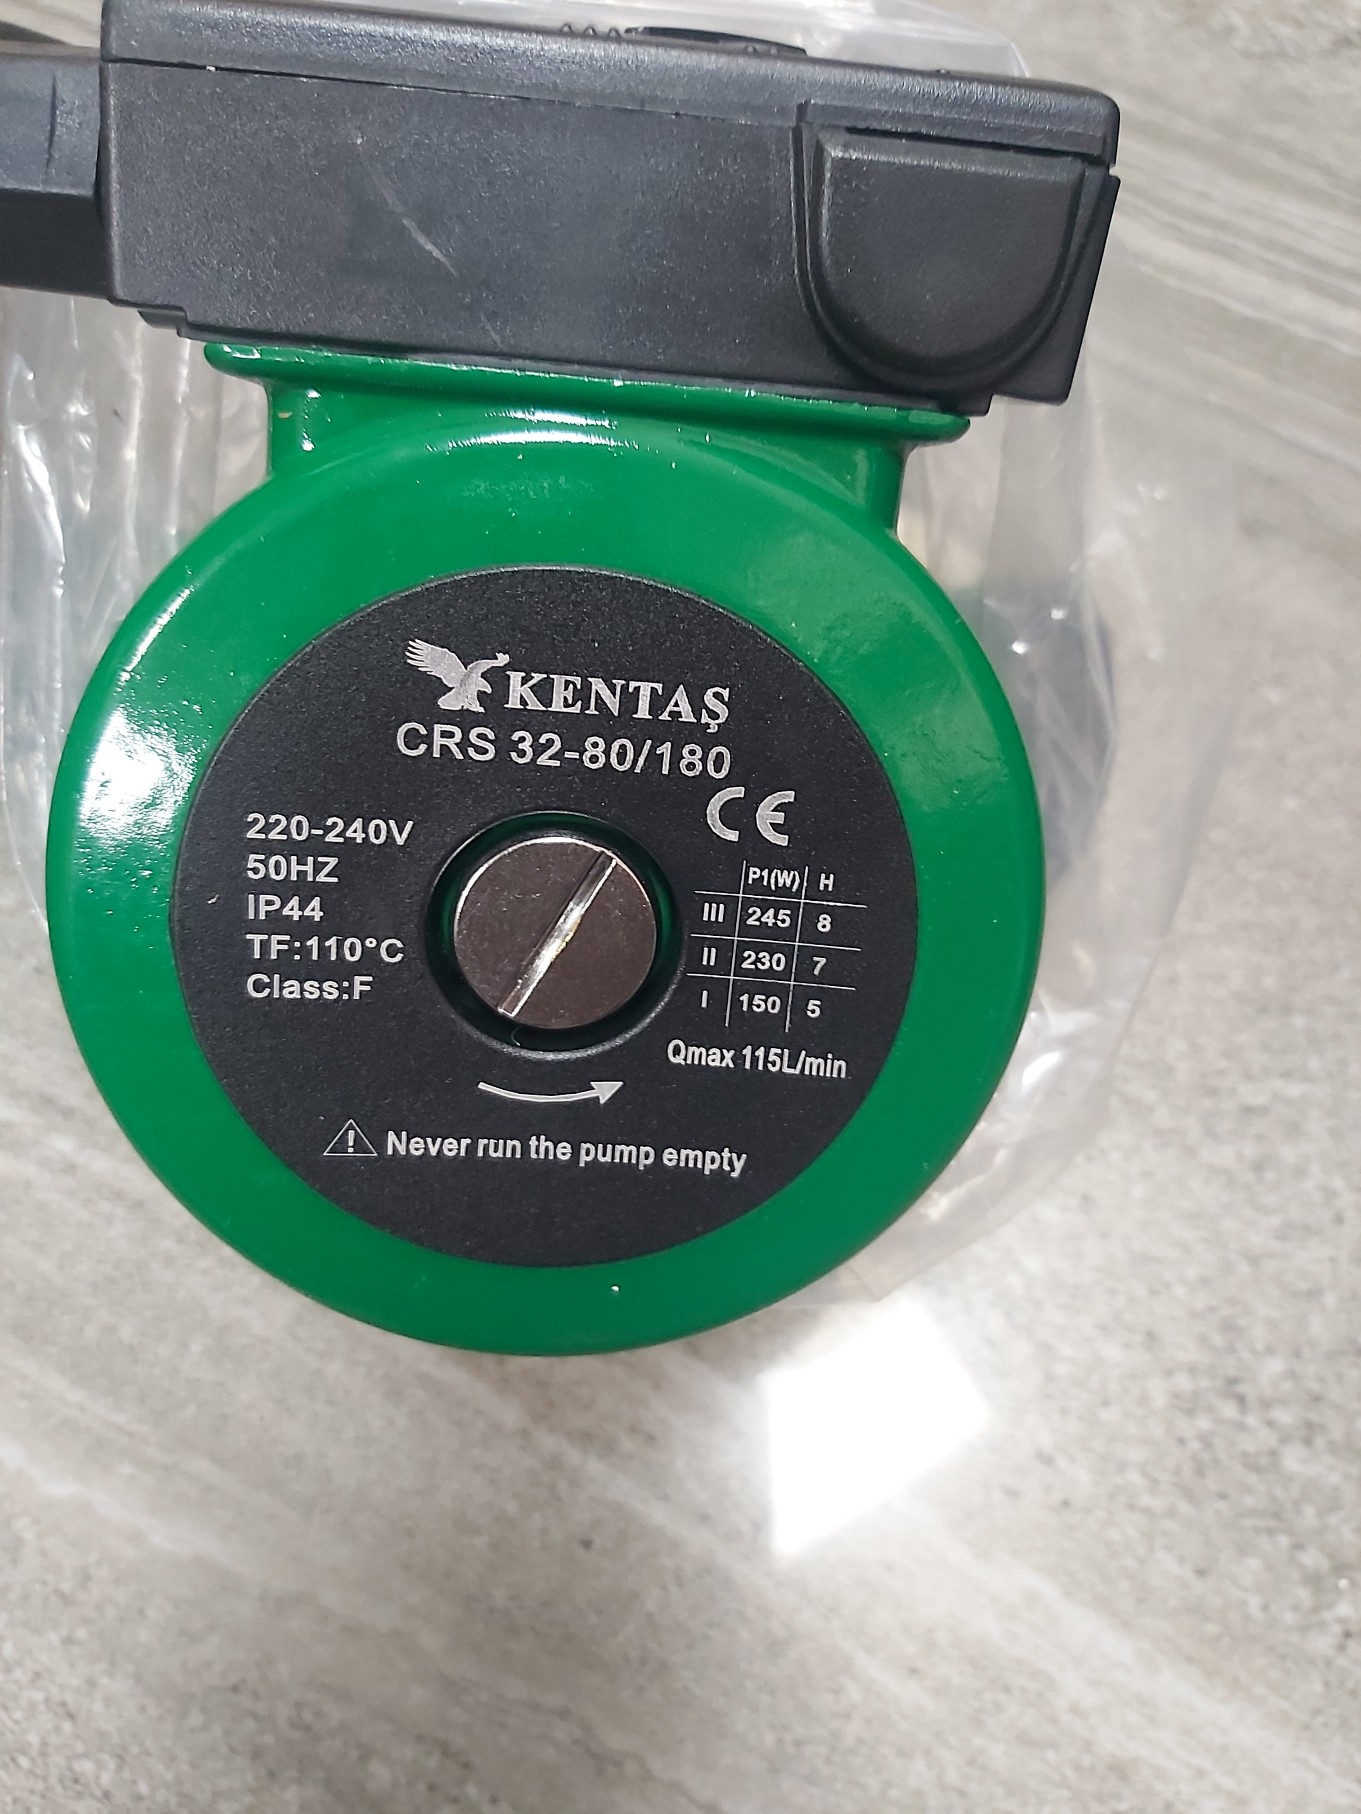 KENTAŞ
CRS 32-80/180
CE
220-240V
50HZ
IP44
TF:110°C
Class:F
P1(W) H
III 245 8
II 230 7
I 150 5
Qmax 115L/min
! Never run the pump empty